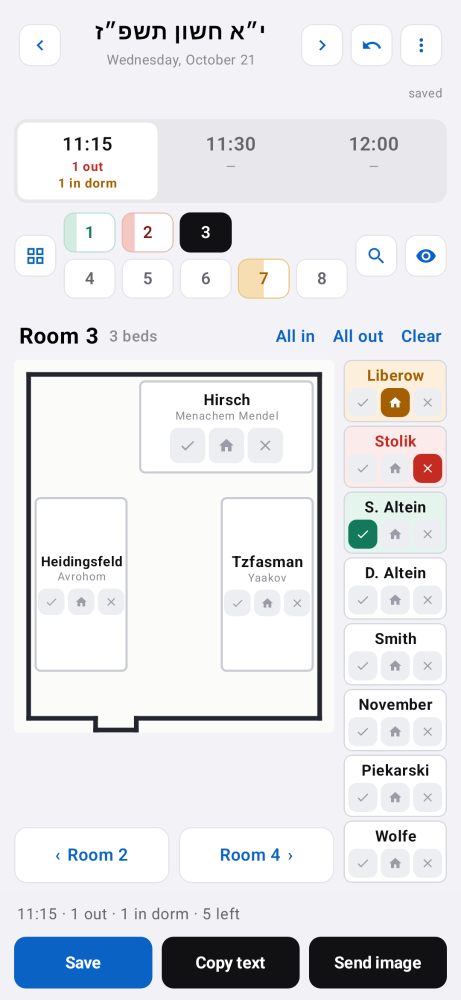 י״א חשון תשפ״ז
Wednesday, October 21
saved
11:15
1 out
1 in dorm
11:30
–
12:00
–
1
2
3
4
5
6
7
8
Room 3
3 beds
All in
All out
Clear
Hirsch
Menachem Mendel
Heidingsfeld
Avrohom
Tzfasman
Yaakov
Liberow
Stolik
S. Altein
D. Altein
Smith
November
Piekarski
Wolfe
‹ Room 2
Room 4 ›
11:15 · 1 out · 1 in dorm · 5 left
Save
Copy text
Send image